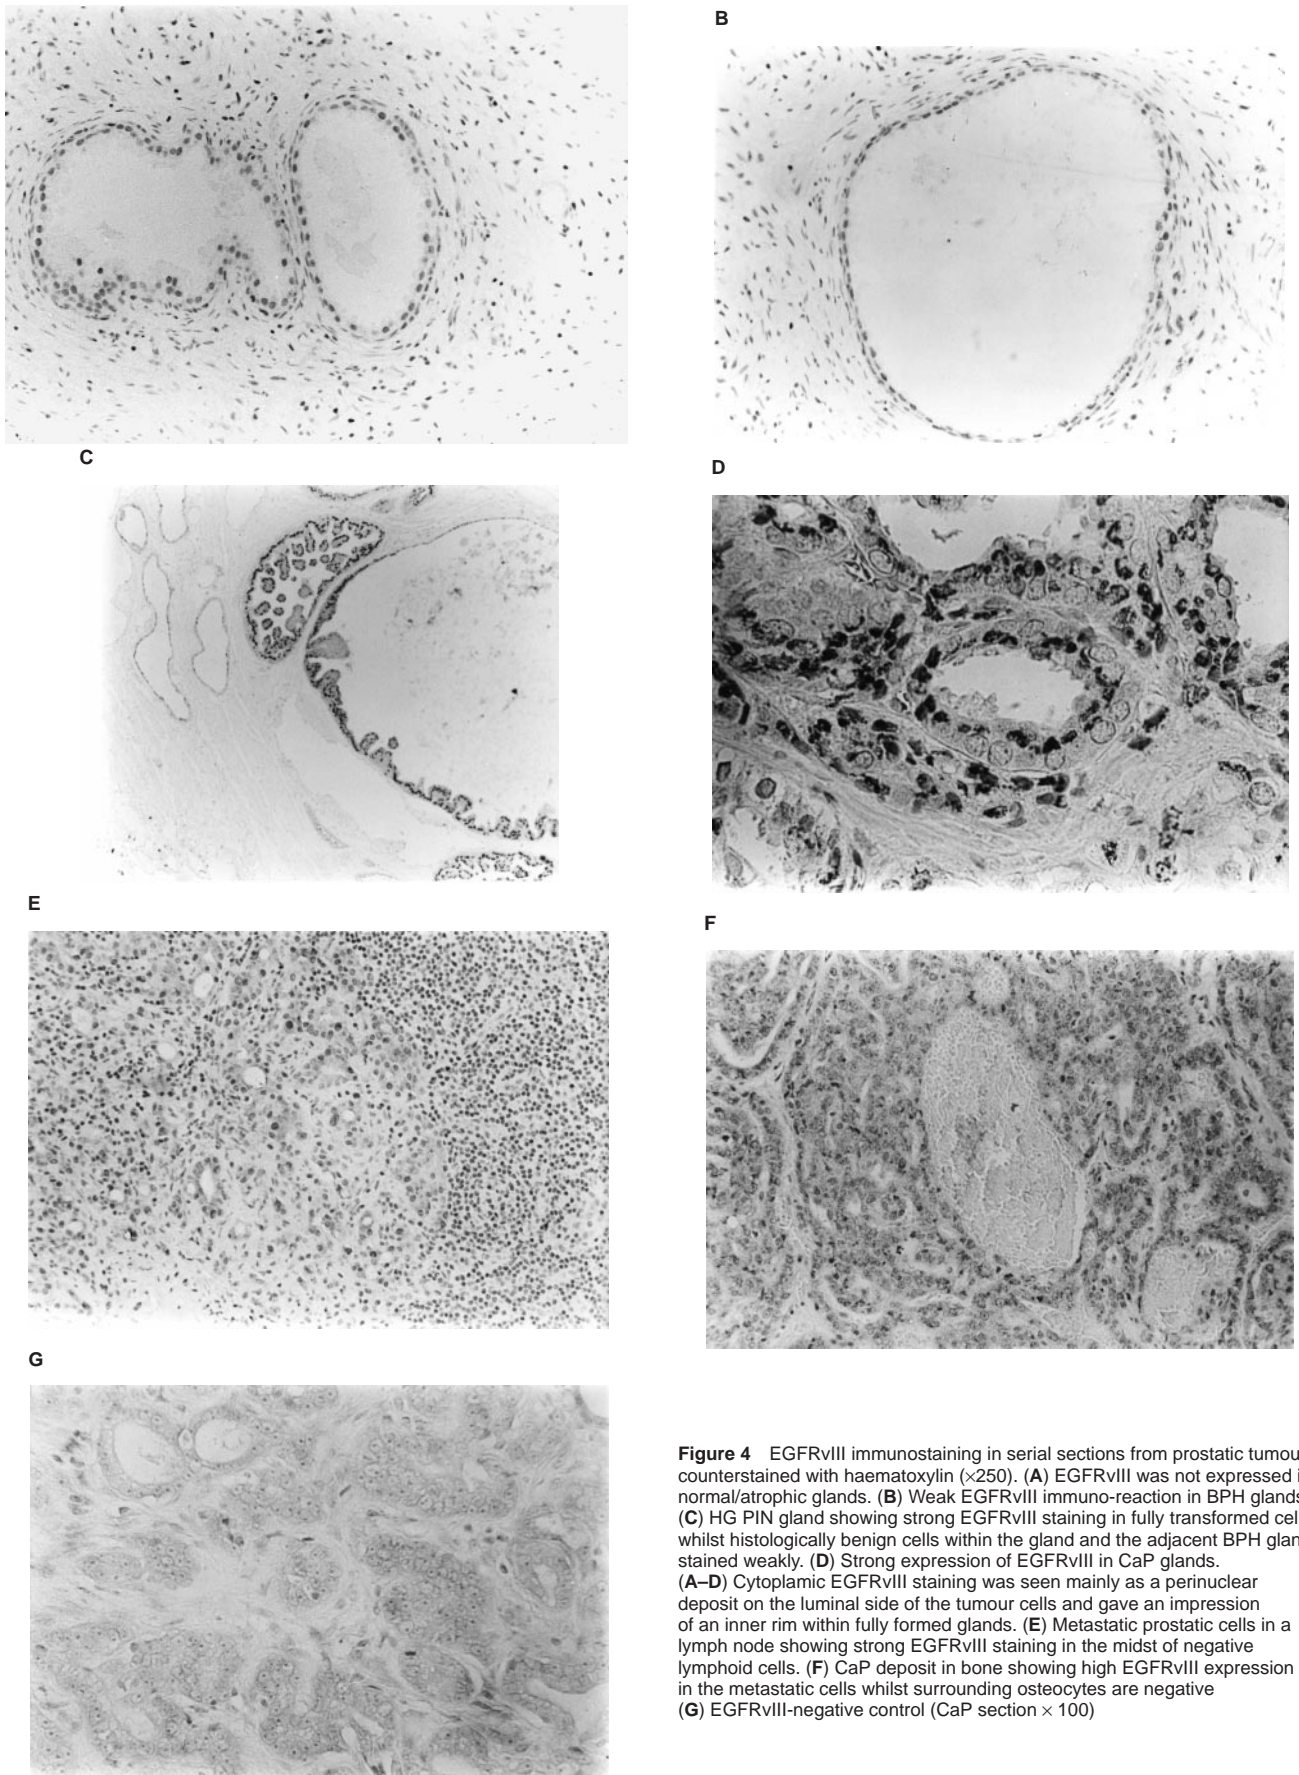 B
C
D
E
F
G
Figure 4 EGFRvIII immunostaining in serial sections from prostatic tumou
counterstained with haematoxylin (×250). (A) EGFRvIII was not expressed i
normal/atrophic glands. (B) Weak EGFRvIII immuno-reaction in BPH glands
(C) HG PIN gland showing strong EGFRvIII staining in fully transformed cel
whilst histologically benign cells within the gland and the adjacent BPH glan
stained weakly. (D) Strong expression of EGFRvIII in CaP glands.
(A–D) Cytoplamic EGFRvIII staining was seen mainly as a perinuclear
deposit on the luminal side of the tumour cells and gave an impression
of an inner rim within fully formed glands. (E) Metastatic prostatic cells in a
lymph node showing strong EGFRvIII staining in the midst of negative
lymphoid cells. (F) CaP deposit in bone showing high EGFRvIII expression
in the metastatic cells whilst surrounding osteocytes are negative
(G) EGFRvIII-negative control (CaP section × 100)